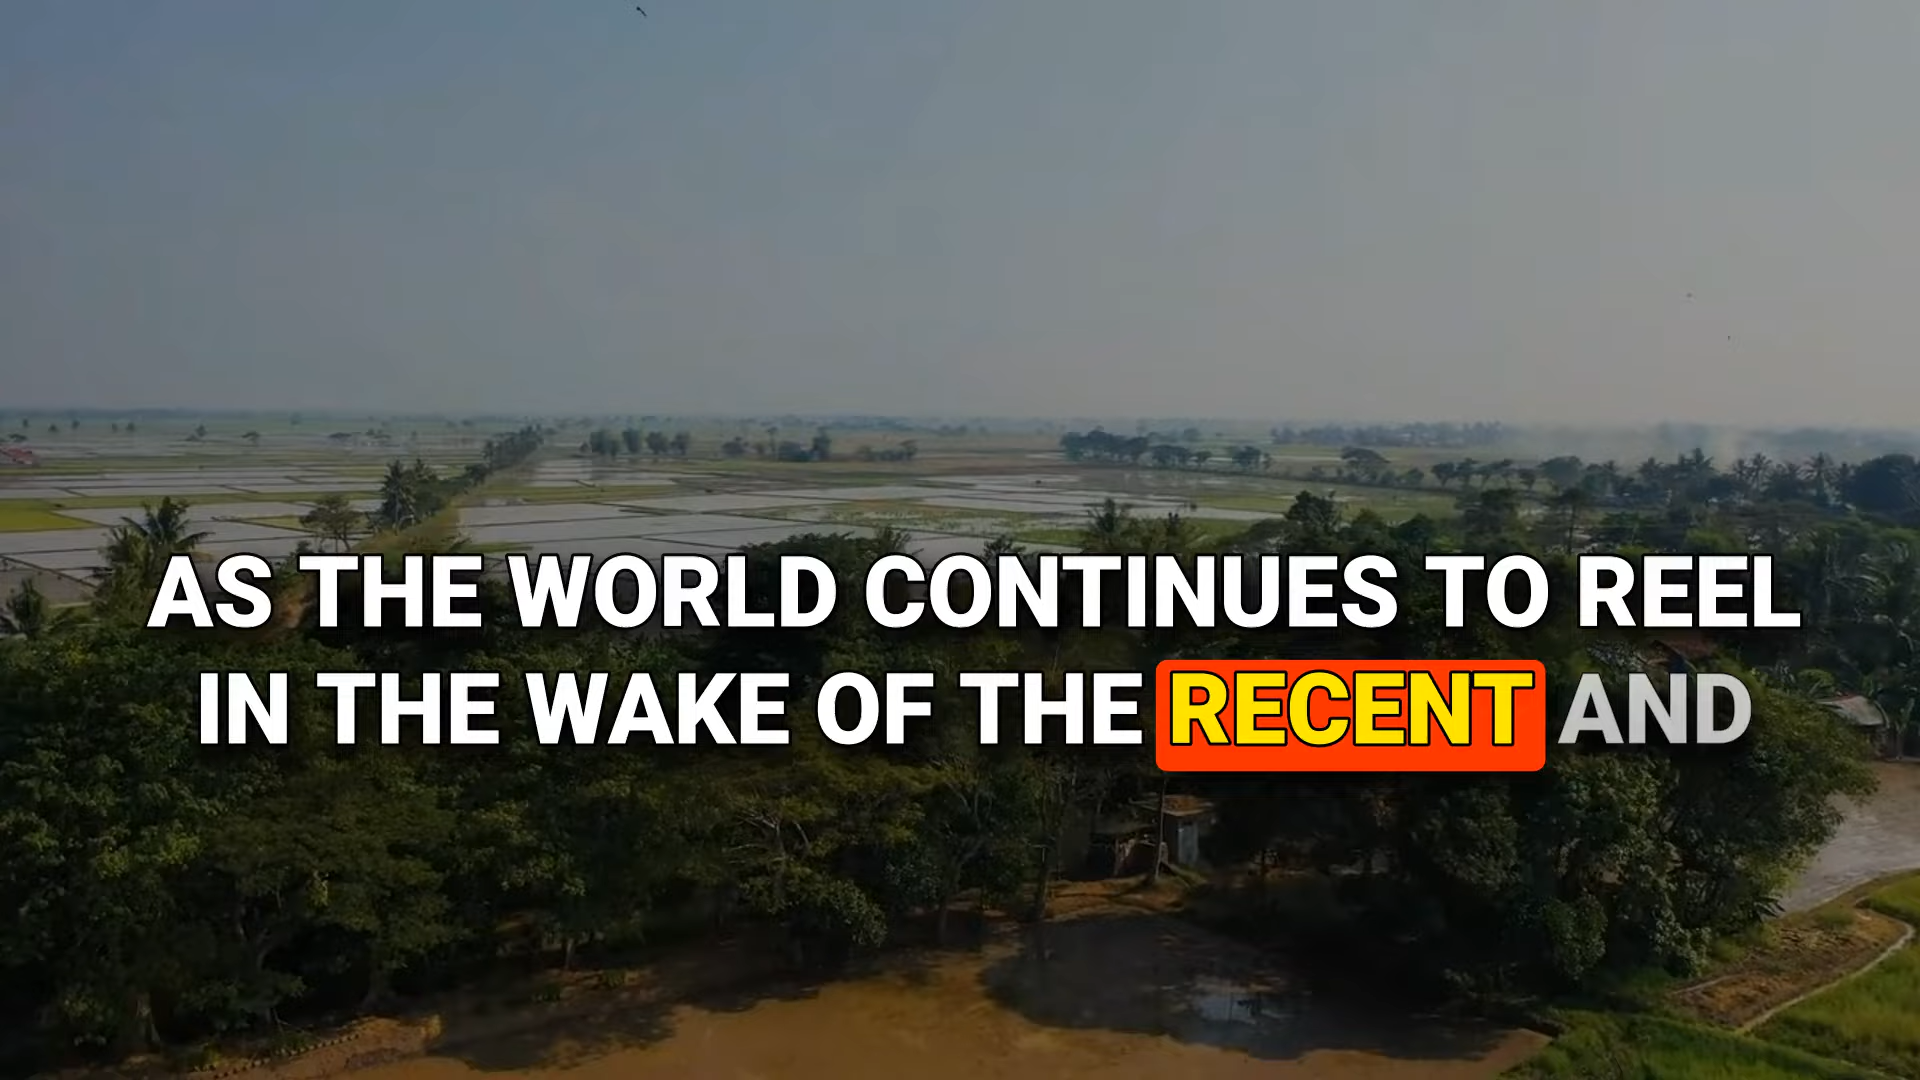 AS THE WORLD CONTINUES TO REEL
IN THE WAKE OF THE RECENT AND